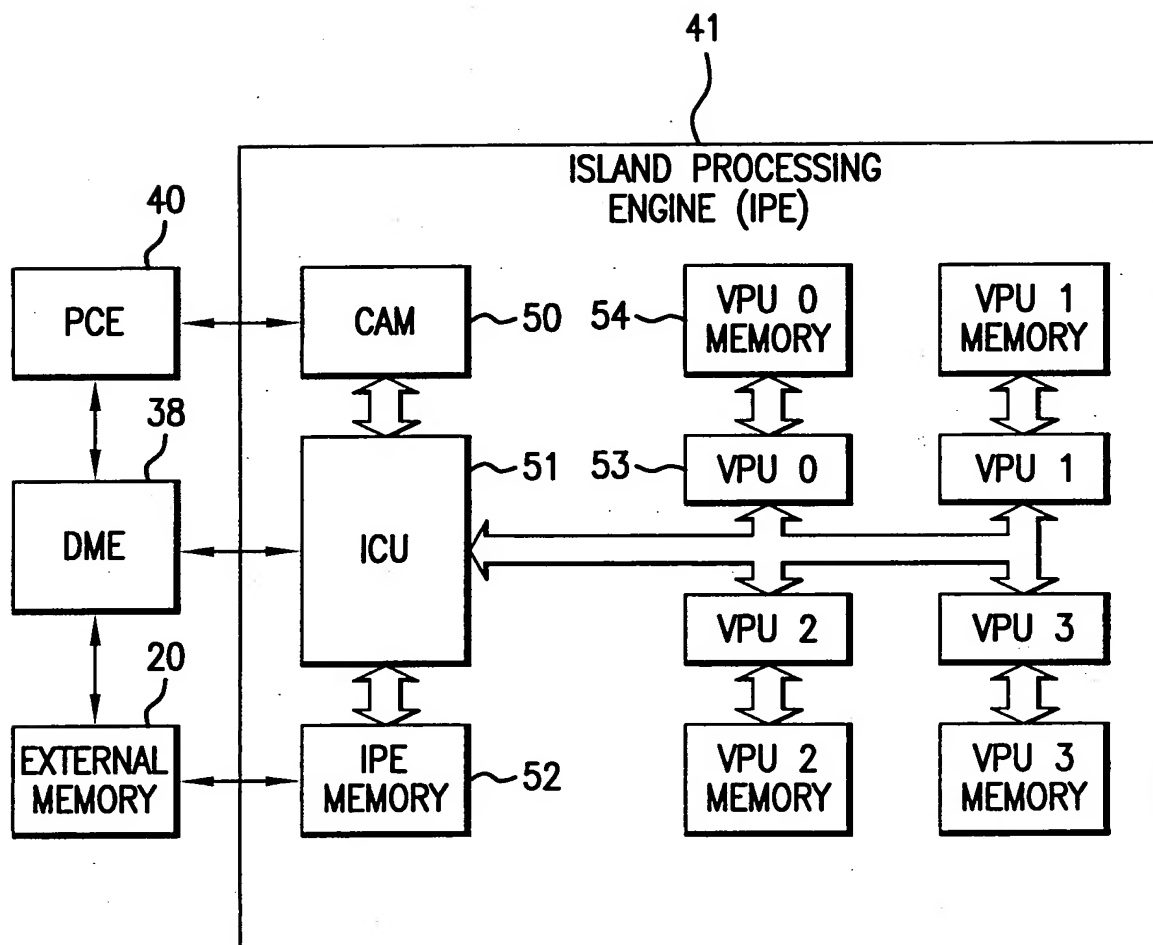 41
ISLAND PROCESSING
ENGINE (IPE)
40
PCE
CAM
50
54
VPU 0
MEMORY
VPU 1
MEMORY
38
DME
ICU
51
53
VPU 0
VPU 1
VPU 2
VPU 3
20
EXTERNAL
MEMORY
IPE
MEMORY
52
VPU 2
MEMORY
VPU 3
MEMORY